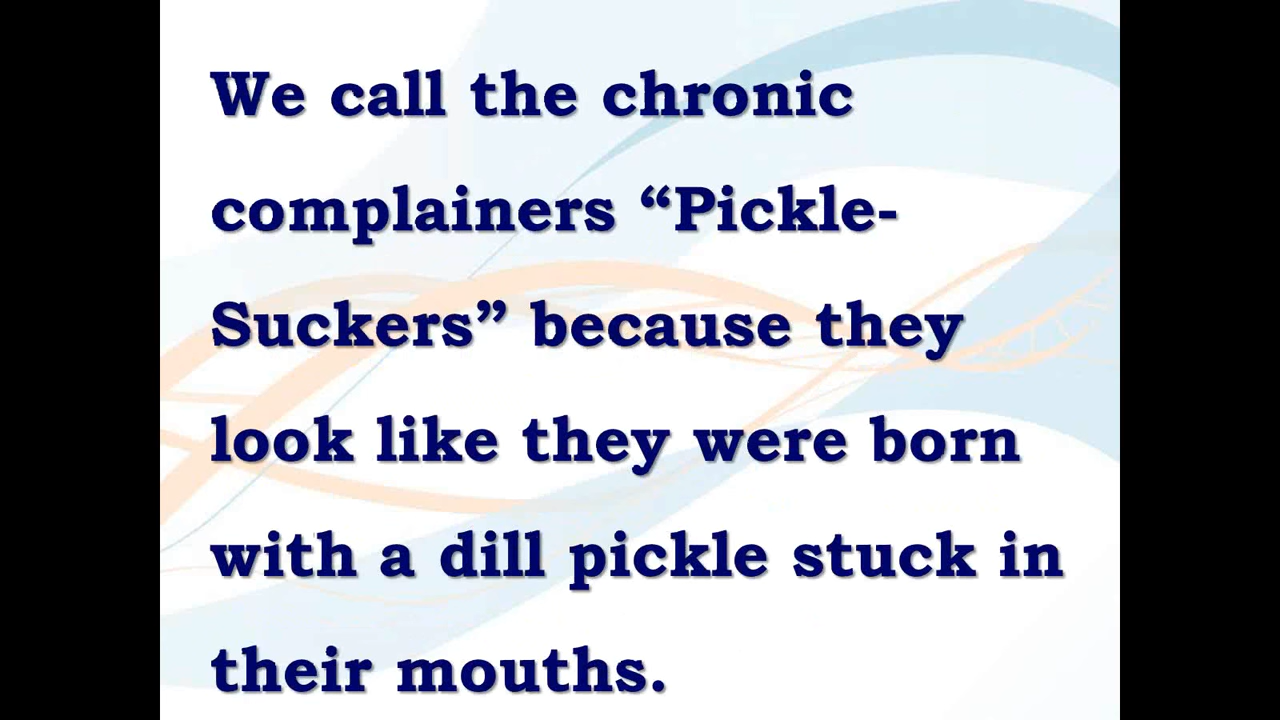 We call the chronic
complainers “Pickle-
Suckers” because they
look like they were born
with a dill pickle stuck in
their mouths.